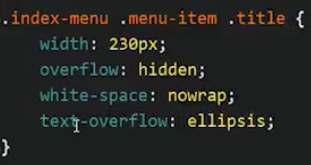 .index-menu .menu-item .title {
width: 230px;
overflow: hidden;
white-space: nowrap;
text-overflow: ellipsis;
}